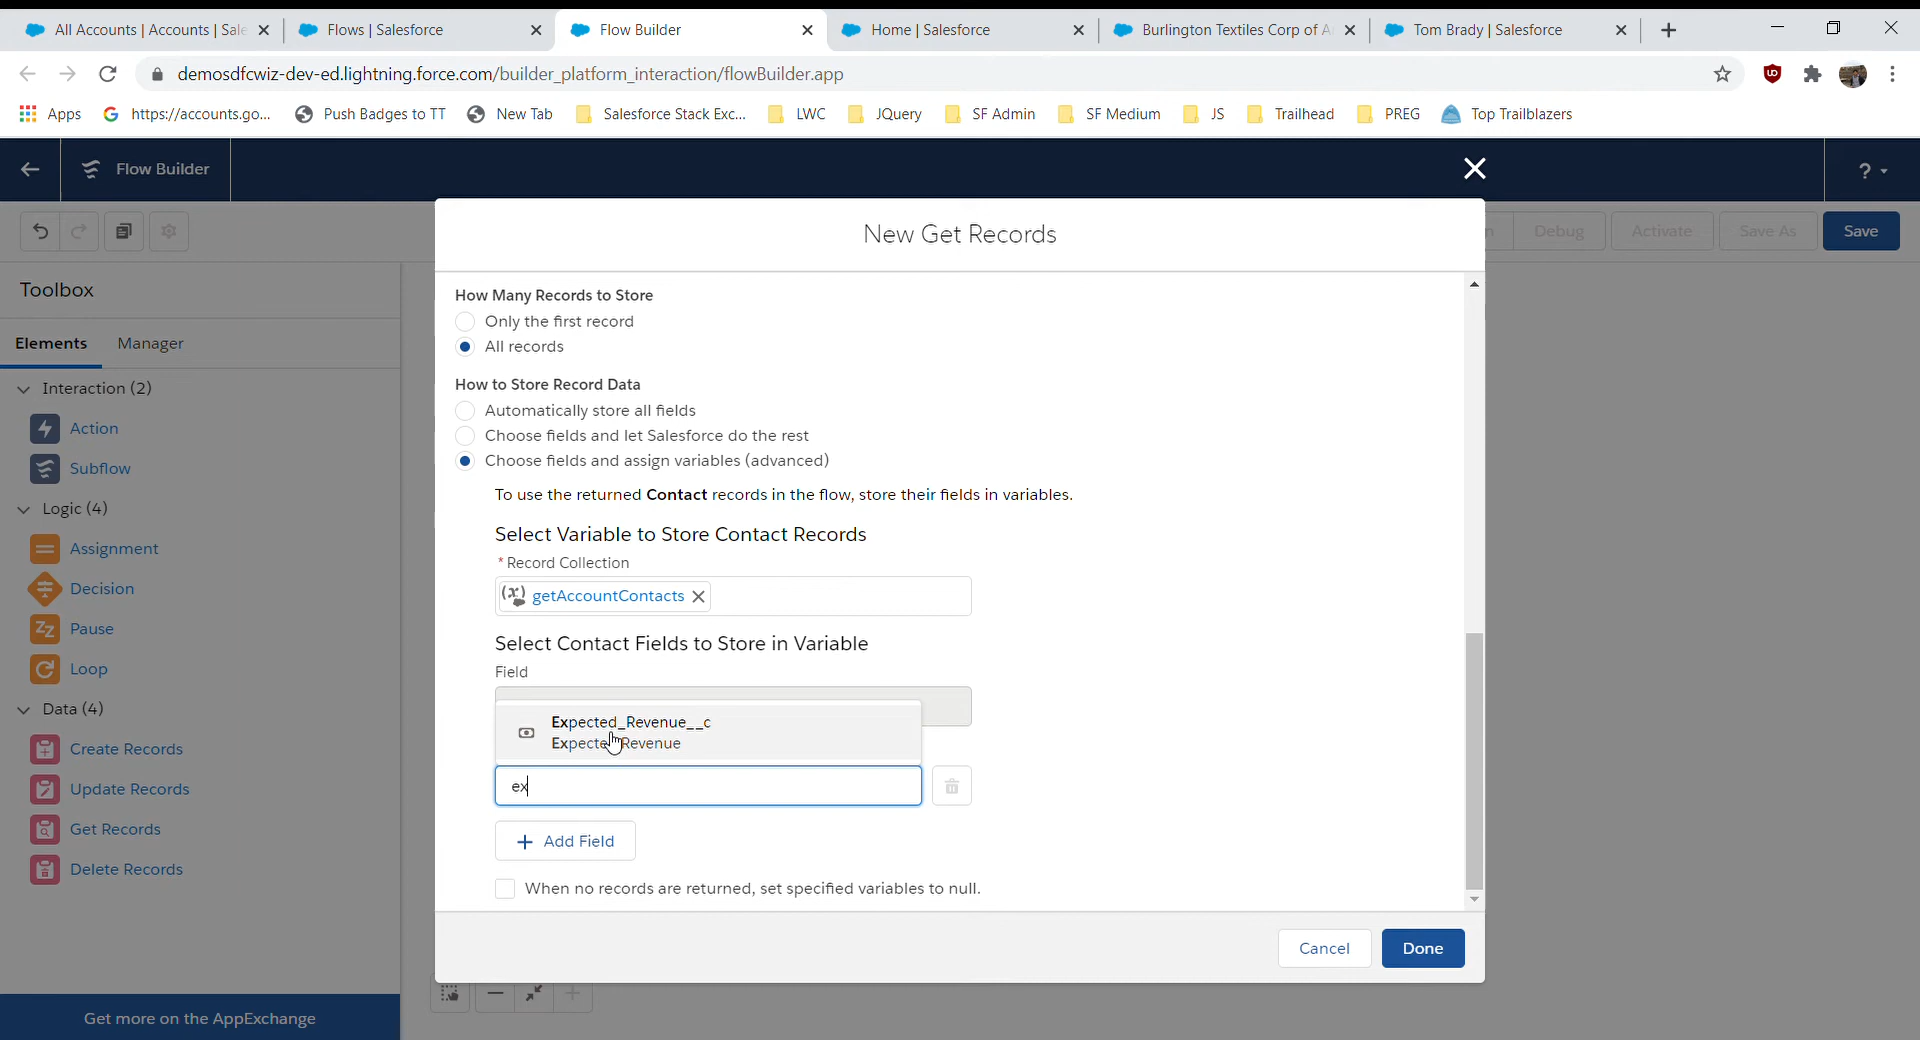 All Accounts | Accounts | Sale
Flows | Salesforce
Flow Builder
Home | Salesforce
Burlington Textiles Corp of A
Tom Brady | Salesforce
demosdfcwiz-dev-ed.lightning.force.com/builder_platform_interaction/flowBuilder.app
Apps
https://accounts.go...
Push Badges to TT
New Tab
Salesforce Stack Exc...
LWC
JQuery
SF Admin
SF Medium
JS
Trailhead
PREG
Top Trailblazers
Flow Builder
?
New Get Records
Debug
Activate
Save As
Save
Toolbox
Elements
Manager
Interaction (2)
Action
Subflow
Logic (4)
Assignment
Decision
Pause
Loop
Data (4)
Create Records
Update Records
Get Records
Delete Records
Get more on the AppExchange
How Many Records to Store
Only the first record
All records
How to Store Record Data
Automatically store all fields
Choose fields and let Salesforce do the rest
Choose fields and assign variables (advanced)
To use the returned Contact records in the flow, store their fields in variables.
Select Variable to Store Contact Records
* Record Collection
getAccountContacts
Select Contact Fields to Store in Variable
Field
Expected_Revenue__c
Expected Revenue
ex
+ Add Field
When no records are returned, set specified variables to null.
Cancel
Done